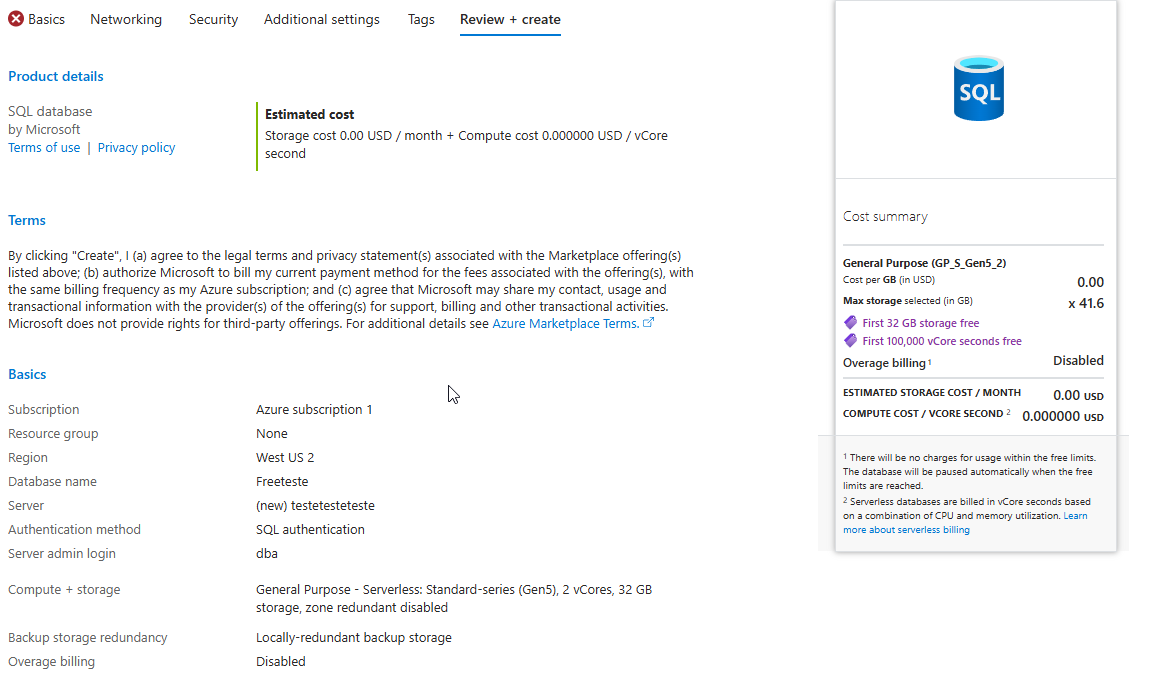 Basics Networking Security Additional settings Tags Review + create
Product details
SQL database
by Microsoft
Terms of use | Privacy policy
Estimated cost
Storage cost 0.00 USD / month + Compute cost 0.000000 USD / vCore
second
Terms
By clicking "Create", I (a) agree to the legal terms and privacy statement(s) associated with the Marketplace offering(s)
listed above; (b) authorize Microsoft to bill my current payment method for the fees associated with the offering(s), with
the same billing frequency as my Azure subscription; and (c) agree that Microsoft may share my contact, usage and
transactional information with the provider(s) of the offering(s) for support, billing and other transactional activities.
Microsoft does not provide rights for third-party offerings. For additional details see Azure Marketplace Terms.
Basics
Subscription Azure subscription 1
Resource group None
Region West US 2
Database name Freeteste
Server (new) testetesteteste
Authentication method SQL authentication
Server admin login dba
Compute + storage General Purpose - Serverless: Standard-series (Gen5), 2 vCores, 32 GB
storage, zone redundant disabled
Backup storage redundancy Locally-redundant backup storage
Overage billing Disabled
SQL
Cost summary
General Purpose (GP_S_Gen5_2)
Cost per GB (in USD) 0.00
Max storage selected (in GB) x 41.6
First 32 GB storage free
First 100,000 vCore seconds free
Overage billing 1 Disabled
ESTIMATED STORAGE COST / MONTH 0.00 USD
COMPUTE COST / VCORE SECOND 2 0.000000 USD
1 There will be no charges for usage within the free limits.
The database will be paused automatically when the free
limits are reached.
2 Serverless databases are billed in vCore seconds based
on a combination of CPU and memory utilization. Learn
more about serverless billing